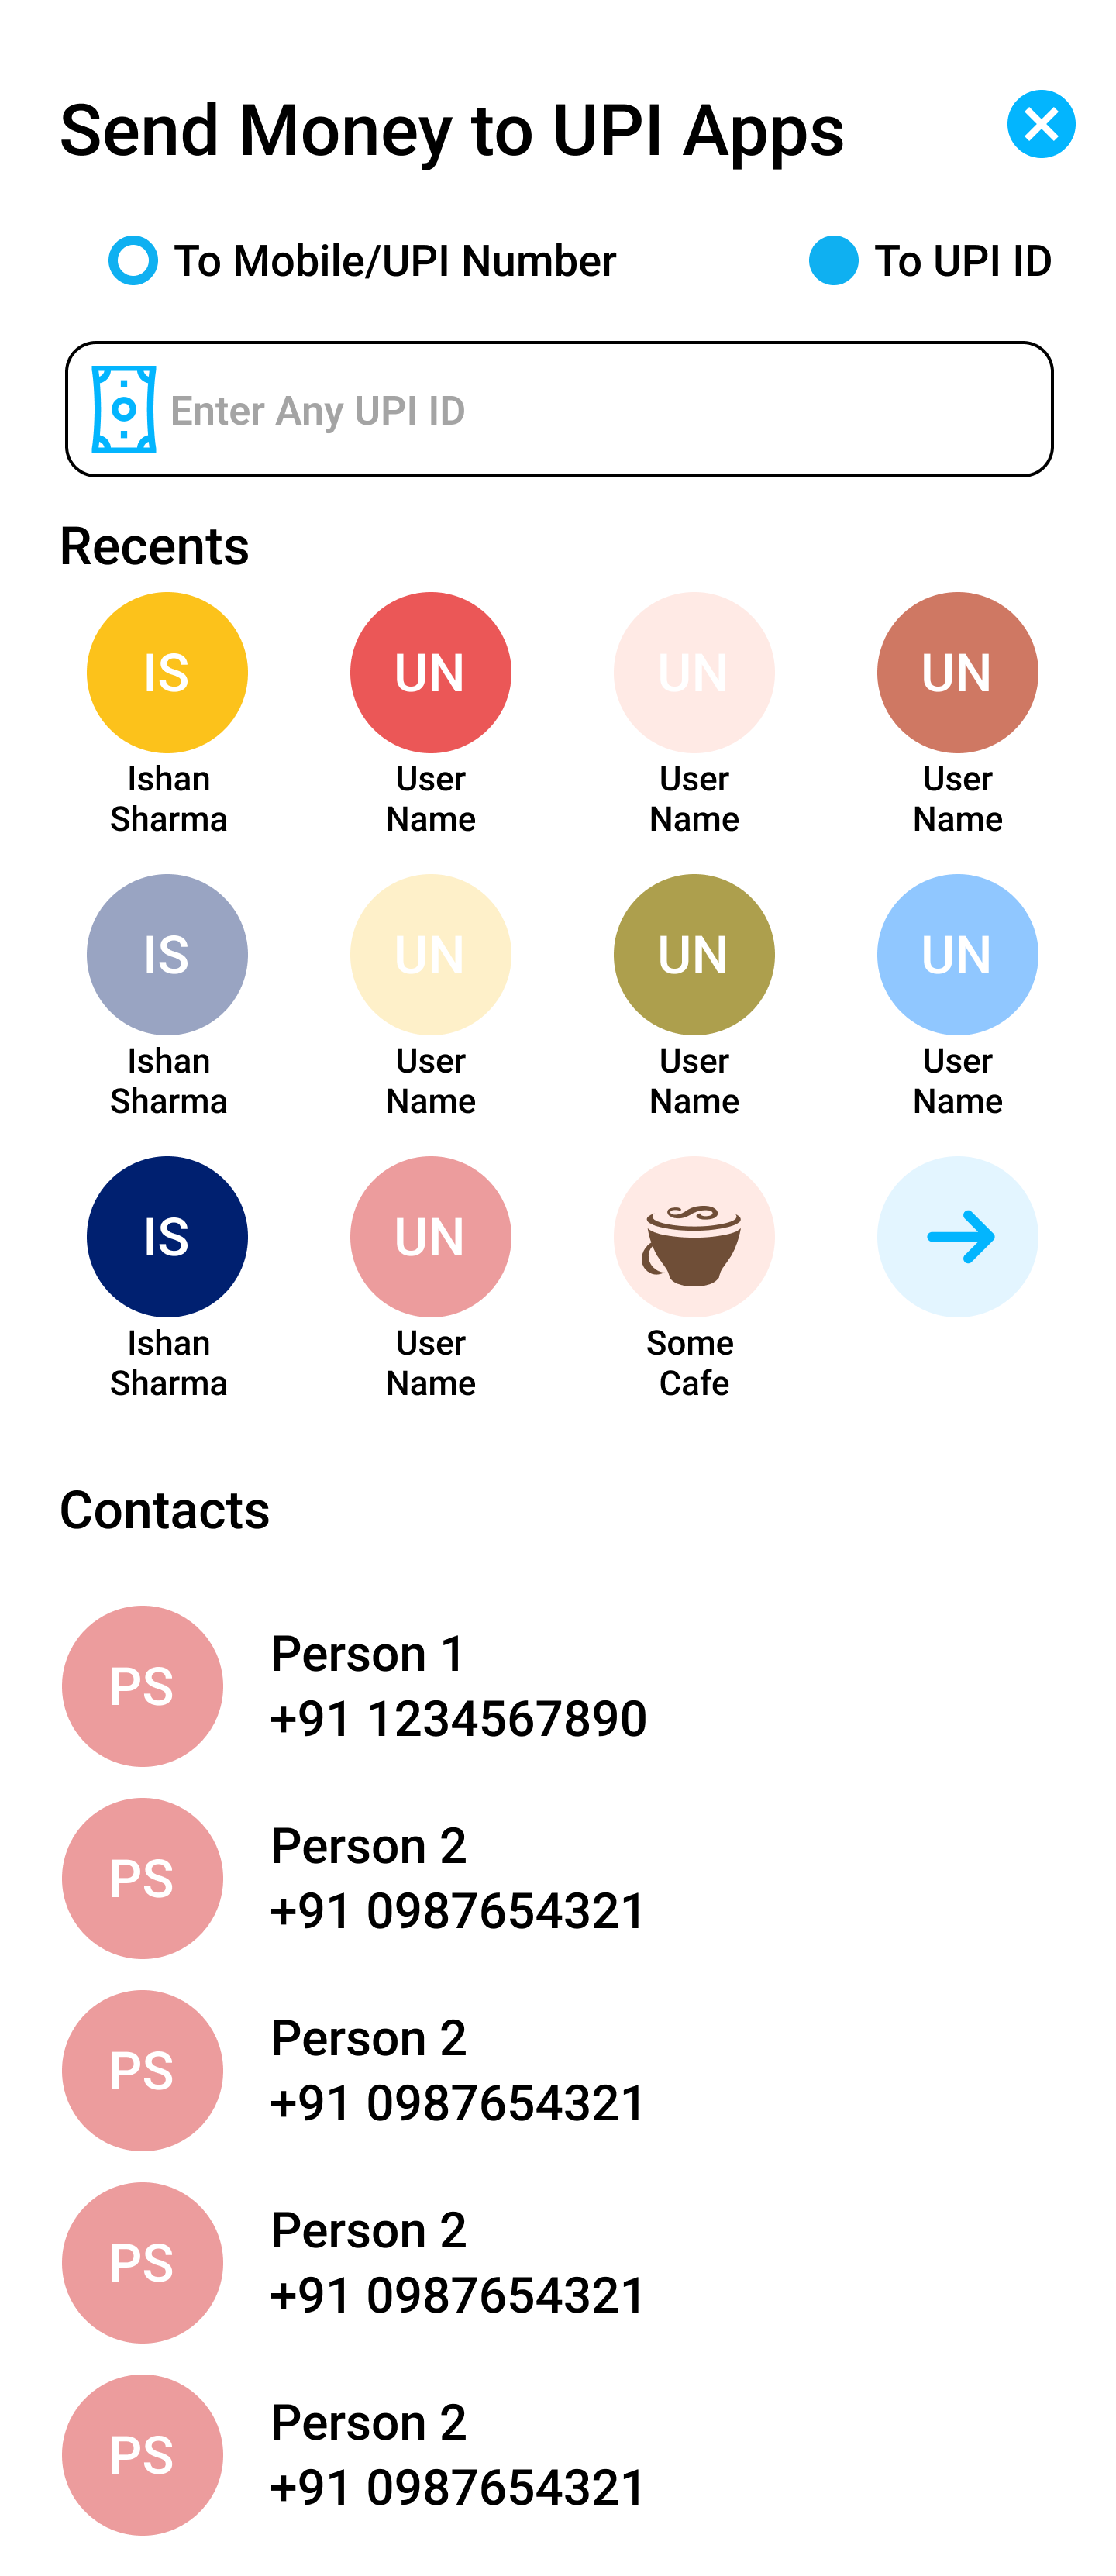 Send Money to UPI Apps
To Mobile/UPI Number
To UPI ID
Enter Any UPI ID
Recents
IS
UN
UN
UN
Ishan
Sharma
User
Name
User
Name
User
Name
IS
UN
UN
UN
Ishan
Sharma
User
Name
User
Name
User
Name
IS
UN
Ishan
Sharma
User
Name
Some
Cafe
Contacts
PS
Person 1
+91 1234567890
PS
Person 2
+91 0987654321
PS
Person 2
+91 0987654321
PS
Person 2
+91 0987654321
PS
Person 2
+91 0987654321